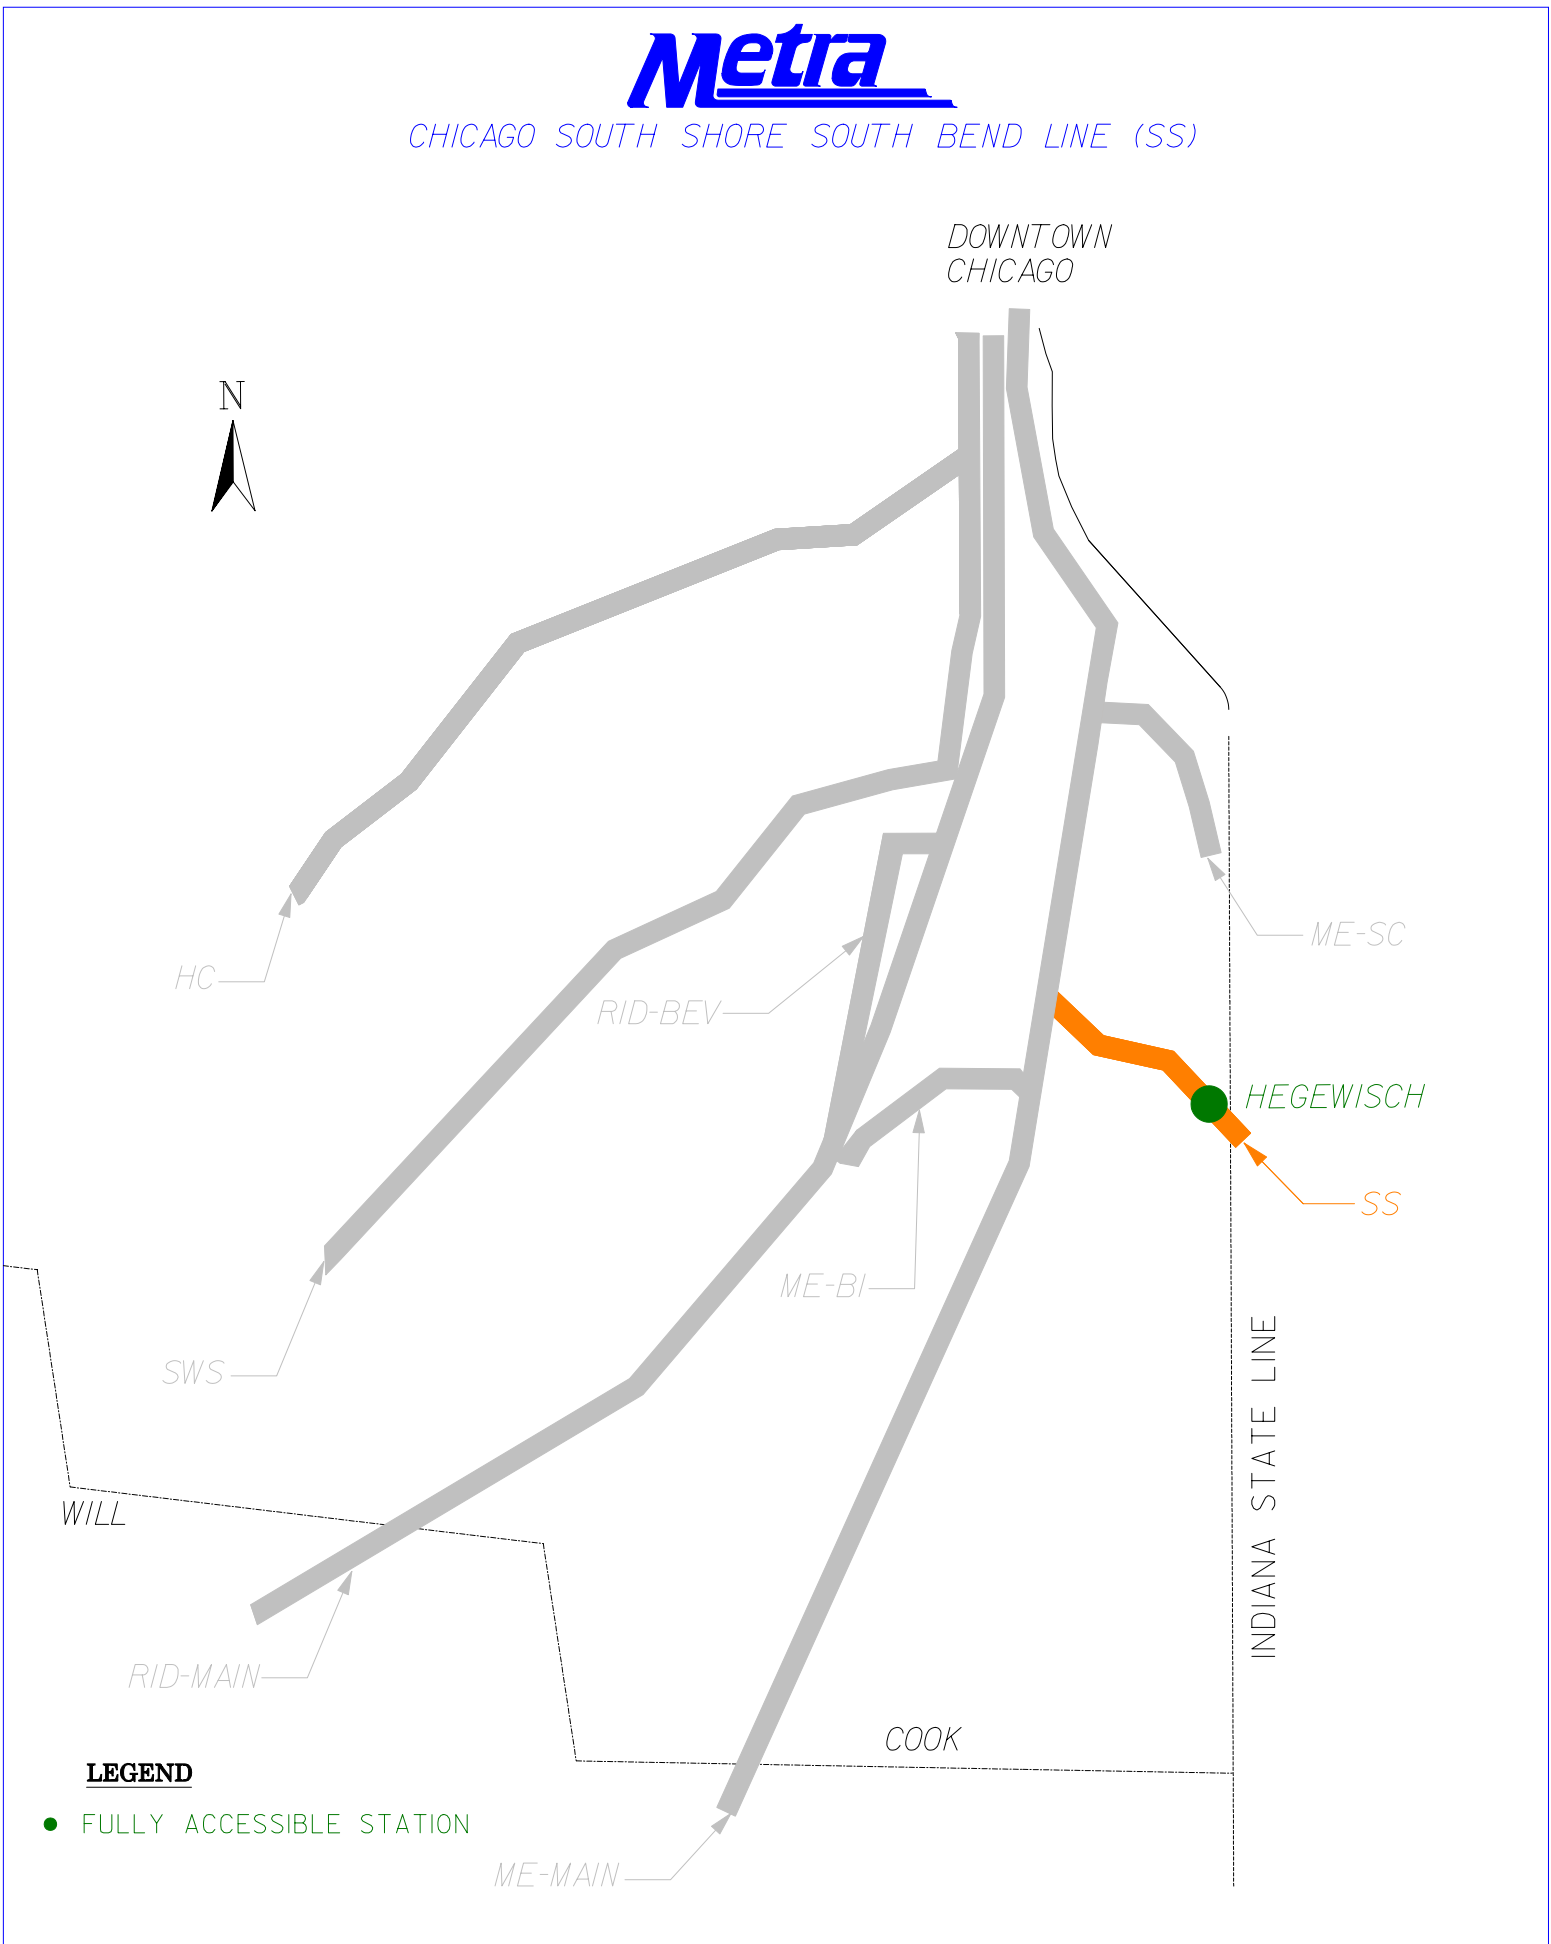 Metra
CHICAGO SOUTH SHORE SOUTH BEND LINE (SS)
DOWNTOWN
CHICAGO
N
ME-SC
HC
RID-BEV
HEGEWISCH
SS
ME-BI
SWS
INDIANA STATE LINE
WILL
RID-MAIN
COOK
LEGEND
FULLY ACCESSIBLE STATION
ME-MAIN